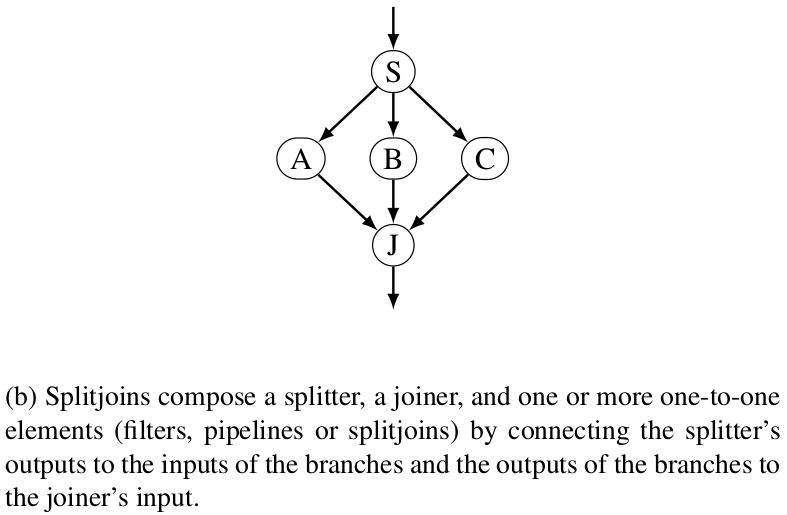 S
A B C
J
(b) Splitjoins compose a splitter, a joiner, and one or more one-to-one
elements (filters, pipelines or splitjoins) by connecting the splitter’s
outputs to the inputs of the branches and the outputs of the branches to
the joiner’s input.